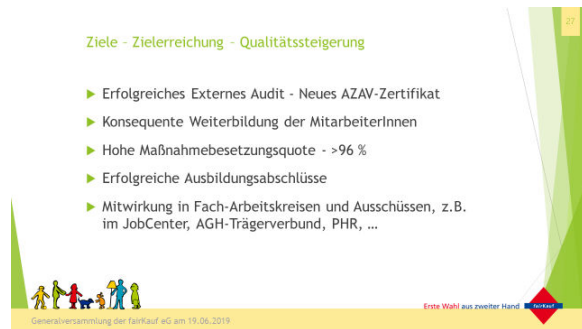 27
Ziele - Zielerreichung - Qualitätssteigerung
Erfolgreiches Externes Audit - Neues AZAV-Zertifikat
Konsequente Weiterbildung der MitarbeiterInnen
Hohe Maßnahmebesetzungsquote - >96 %
Erfolgreiche Ausbildungsabschlüsse
Mitwirkung in Fach-Arbeitskreisen und Ausschüssen, z.B.
im JobCenter, AGH-Trägerverbund, PHR, …
Erste Wahl aus zweiter Hand
fairKauf
Generalversammlung der fairKauf eG am 19.06.2019